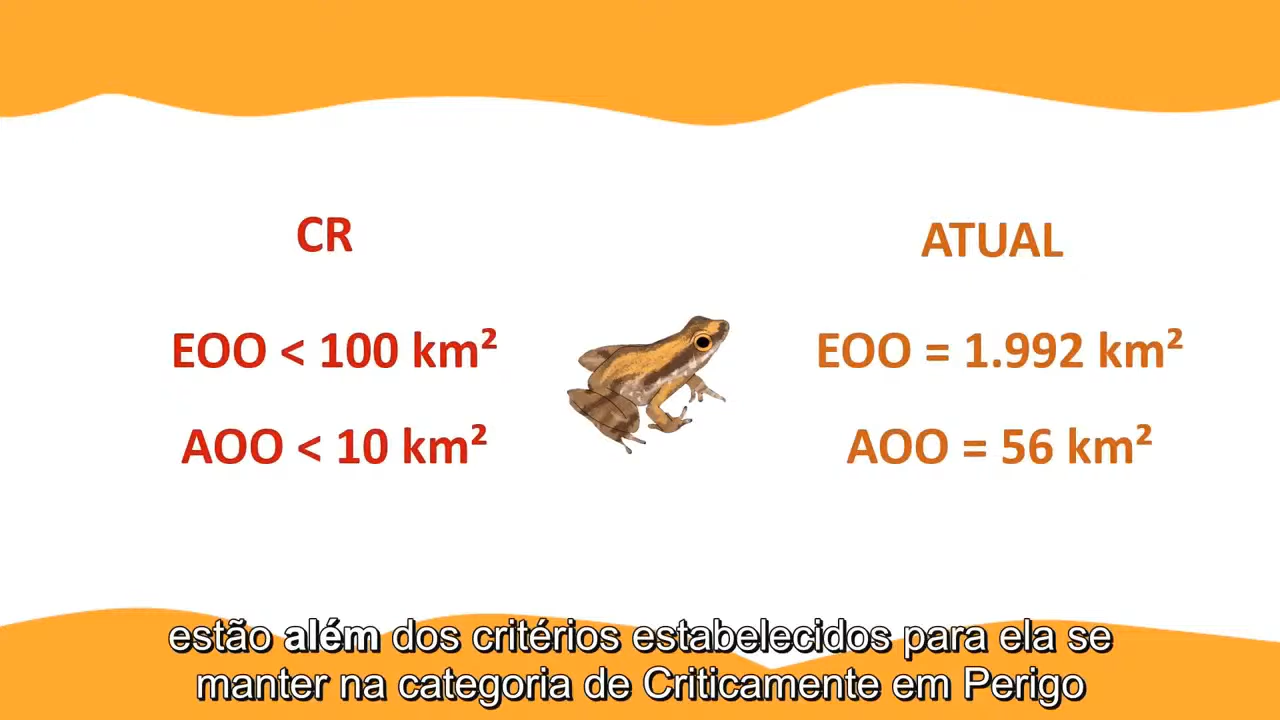 CR
EOO < 100 km²
AOO < 10 km²
ATUAL
EOO = 1.992 km²
AOO = 56 km²
estão além dos critérios estabelecidos para ela se
manter na categoria de Criticamente em Perigo